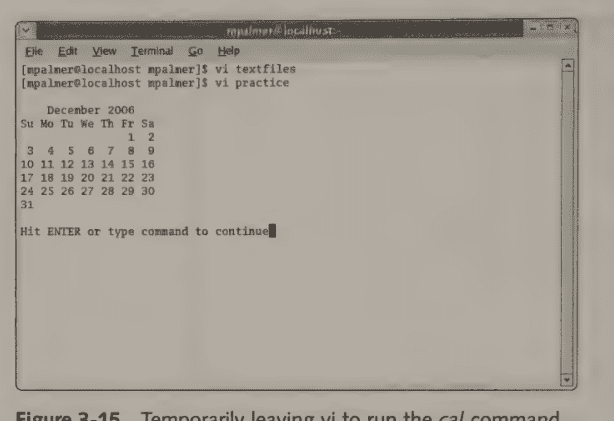 mpalmer@localhost:~
File Edit View Terminal Go Help
[mpalmer@localhost mpalmer]$ vi textfiles
[mpalmer@localhost mpalmer]$ vi practice
December 2006
Su Mo Tu We Th Fr Sa
1 2
3 4 5 6 7 8 9
10 11 12 13 14 15 16
17 18 19 20 21 22 23
24 25 26 27 28 29 30
31
Hit ENTER or type command to continue
Figure 3-15 Temporarily leaving vi to run the cal command